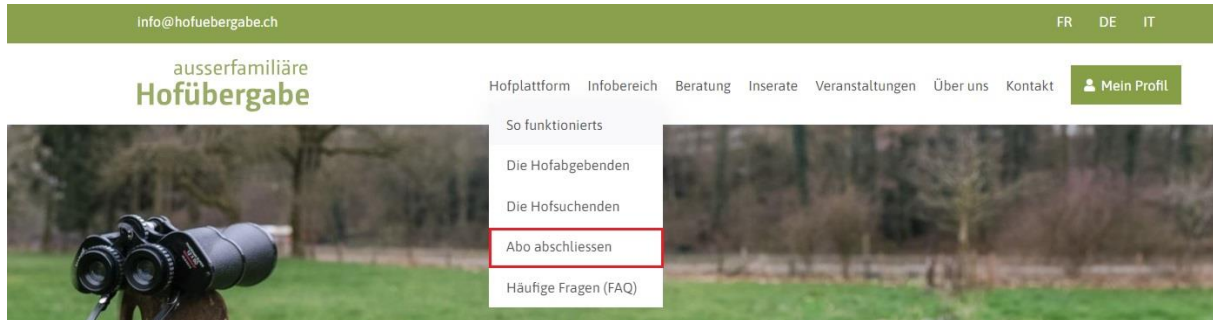 info@hofuebergabe.ch FR DE IT
ausserfamiliäre
Hofübergabe
Hofplattform Infobereich Beratung Inserate Veranstaltungen Über uns Kontakt Mein Profil
So funktionierts
Die Hofabgebenden
Die Hofsuchenden
Abo abschliessen
Häufige Fragen (FAQ)